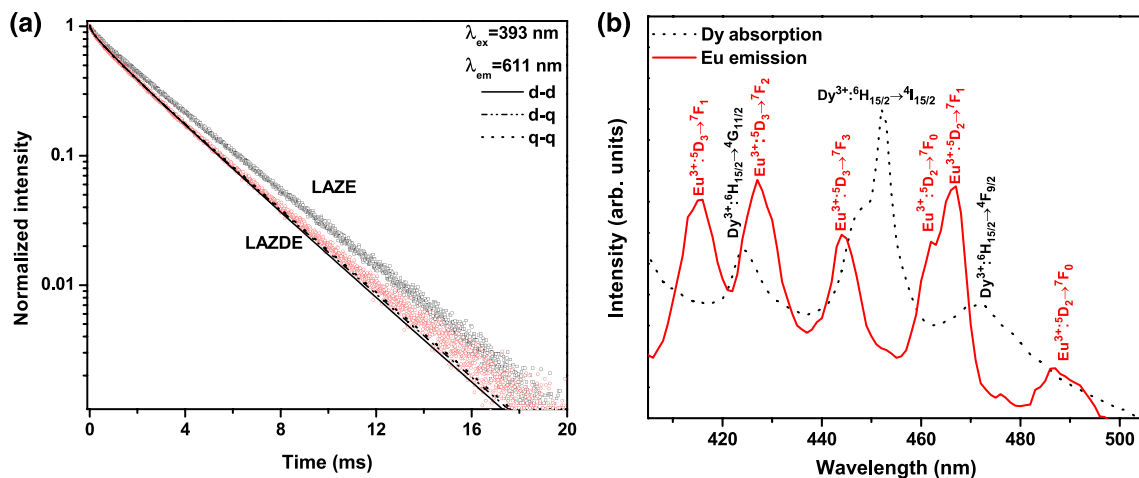 (a)
λex=393 nm
λem=611 nm
d-d
d-q
q-q
LAZE
LAZDE
1
0.1
0.01
Normalized intensity
0
4
8
12
16
20
Time (ms)
(b)
Dy absorption
Eu emission
Eu³⁺:⁵D₃→⁷F₁
Dy³⁺:⁶H₁₅/₂→⁴G₁₁/₂
Eu³⁺:⁵D₃→⁷F₂
Dy³⁺:⁶H₁₅/₂→⁴I₁₅/₂
Eu³⁺:⁵D₃→⁷F₃
Eu³⁺:⁵D₂→⁷F₀
Eu³⁺:⁵D₂→⁷F₁
Dy³⁺:⁶H₁₅/₂→⁴F₉/₂
Eu³⁺:⁵D₂→⁷F₀
Intensity (arb. units)
420
440
460
480
500
Wavelength (nm)